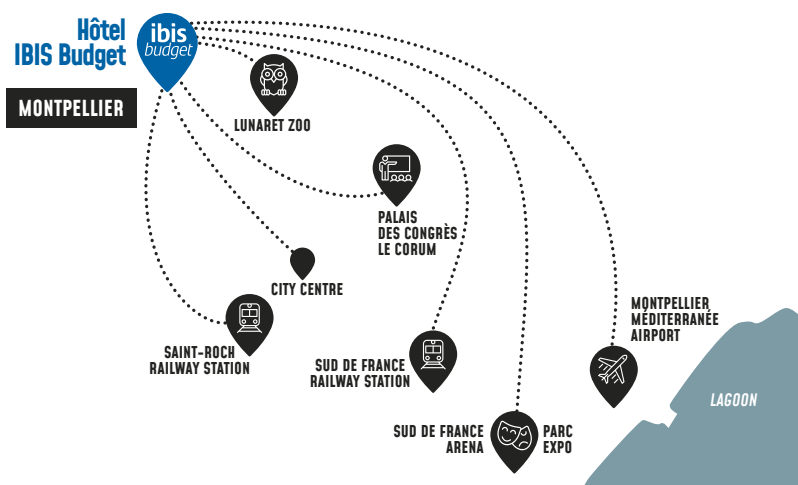 Hôtel
IBIS Budget
ibis
budget
MONTPELLIER
LUNARET ZOO
PALAIS
DES CONGRÈS
LE CORUM
CITY CENTRE
SAINT-ROCH
RAILWAY STATION
SUD DE FRANCE
RAILWAY STATION
MONTPELLIER
MÉDITERRANÉE
AIRPORT
LAGOON
SUD DE FRANCE
ARENA
PARC
EXPO